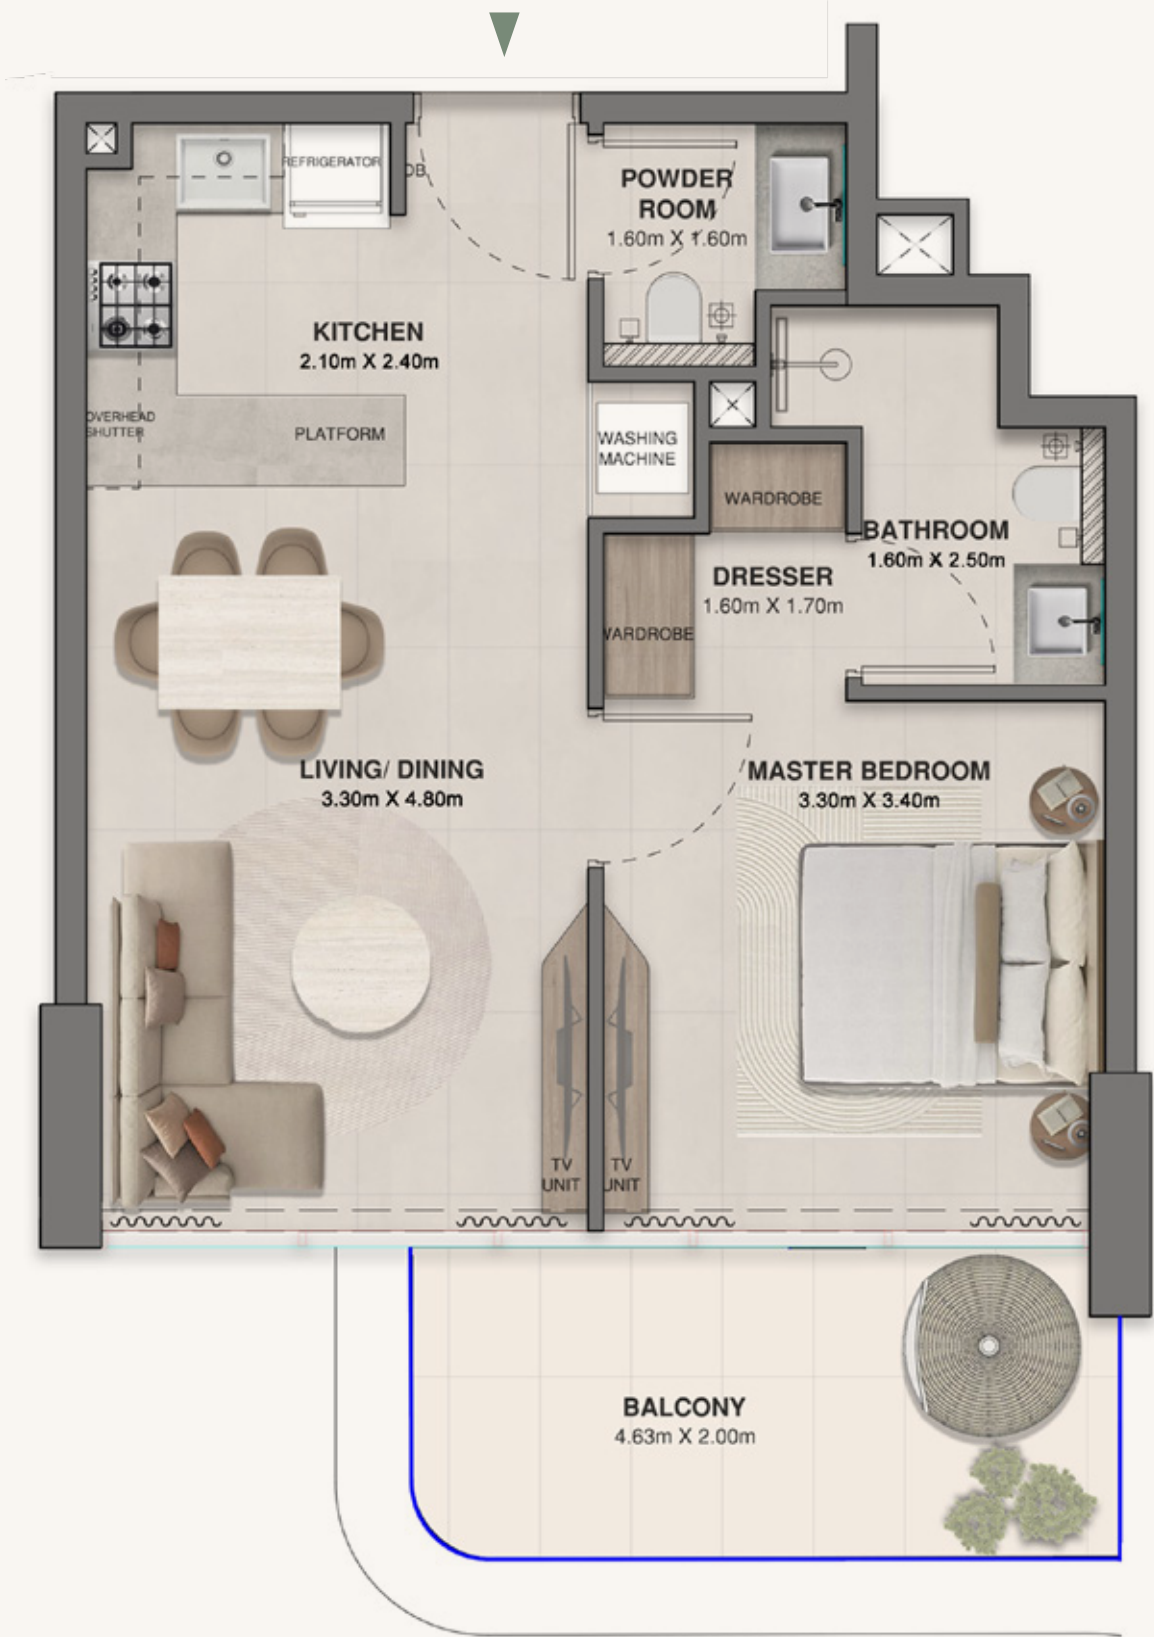 REFRIGERATOR
DB
POWDER
ROOM
1.60m X 1.60m
KITCHEN
2.10m X 2.40m
OVERHEAD
SHUTTER
PLATFORM
WASHING
MACHINE
WARDROBE
BATHROOM
1.60m X 2.50m
DRESSER
1.60m X 1.70m
WARDROBE
LIVING/ DINING
3.30m X 4.80m
MASTER BEDROOM
3.30m X 3.40m
TV
UNIT
TV
UNIT
BALCONY
4.63m X 2.00m